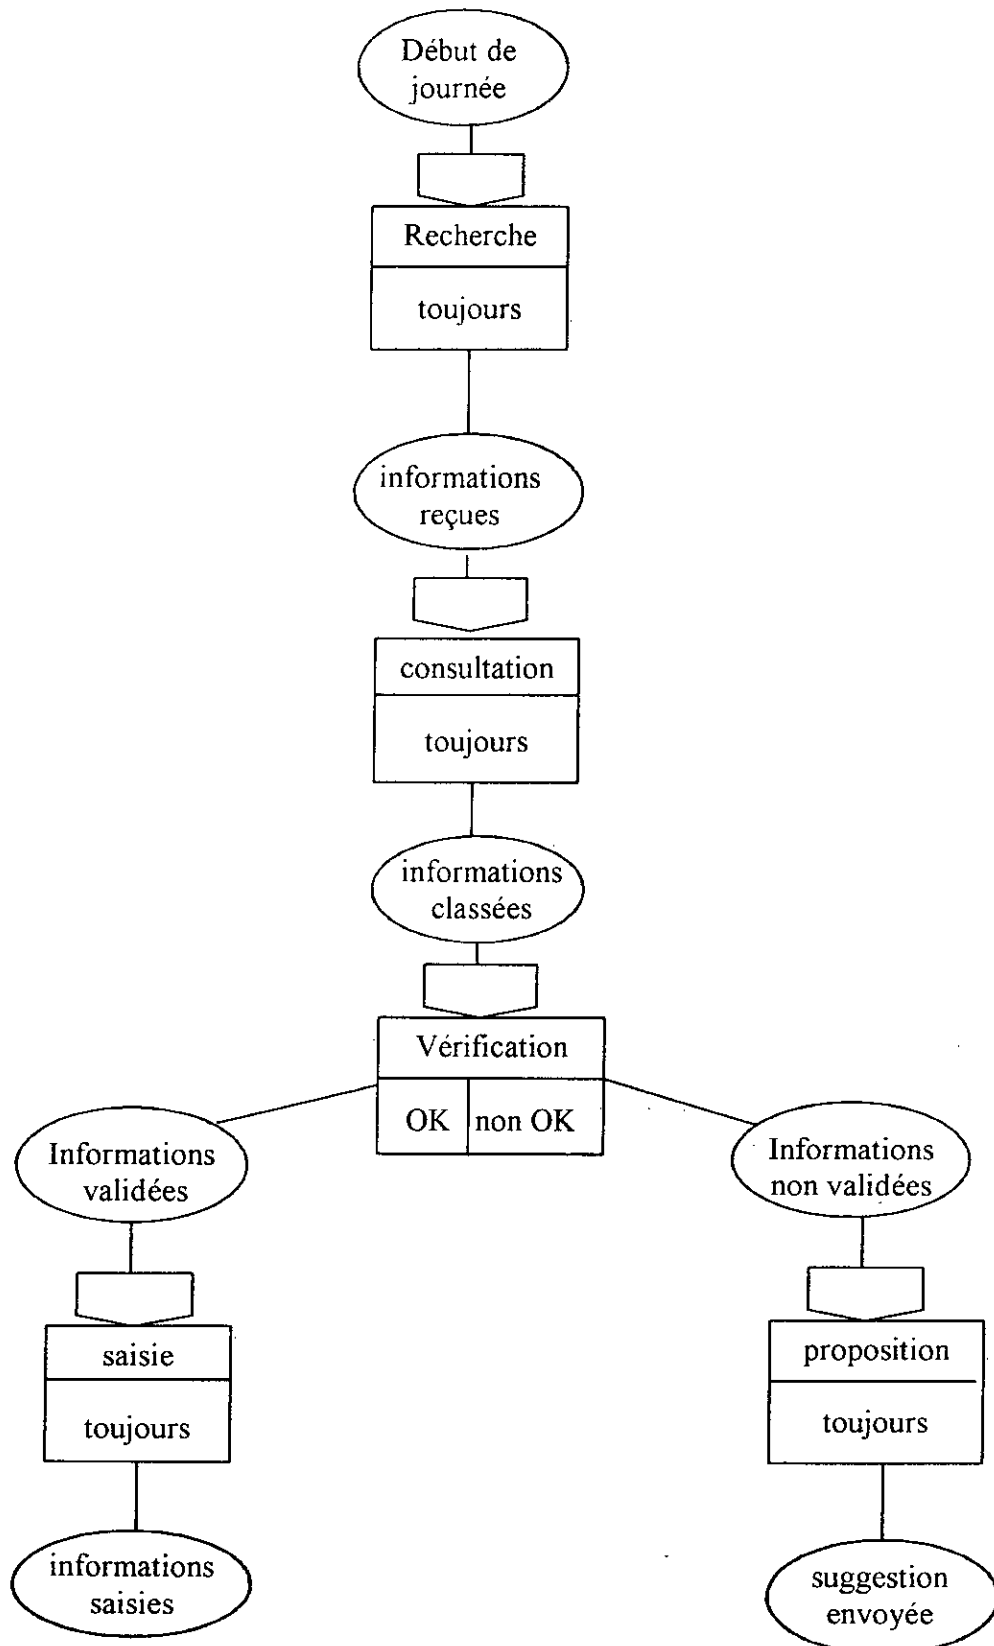 Début de
journée
Recherche
toujours
informations
reçues
consultation
toujours
informations
classées
Vérification
OK
non OK
Informations
validées
Informations
non validées
saisie
toujours
proposition
toujours
informations
saisies
suggestion
envoyée